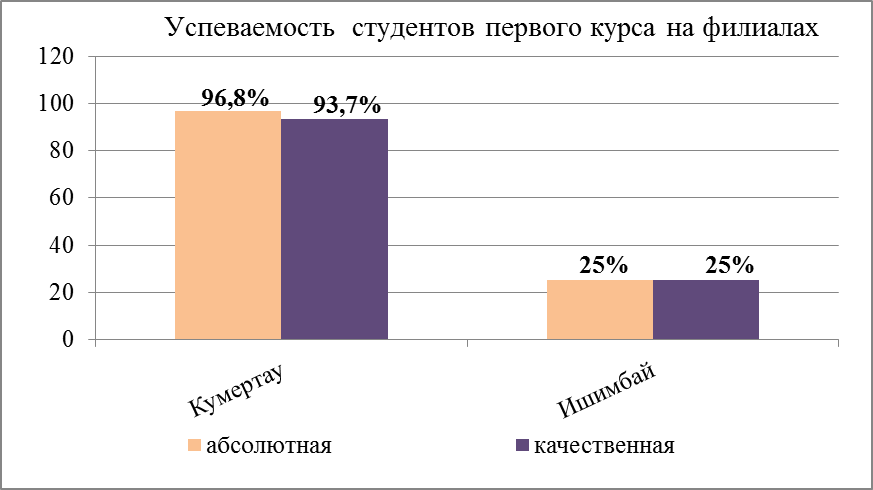 Успеваемость студентов первого курса на филиалах
120
100
80
60
40
20
0
96,8%
93,7%
25%
25%
Кумертау
Ишимбай
абсолютная
качественная